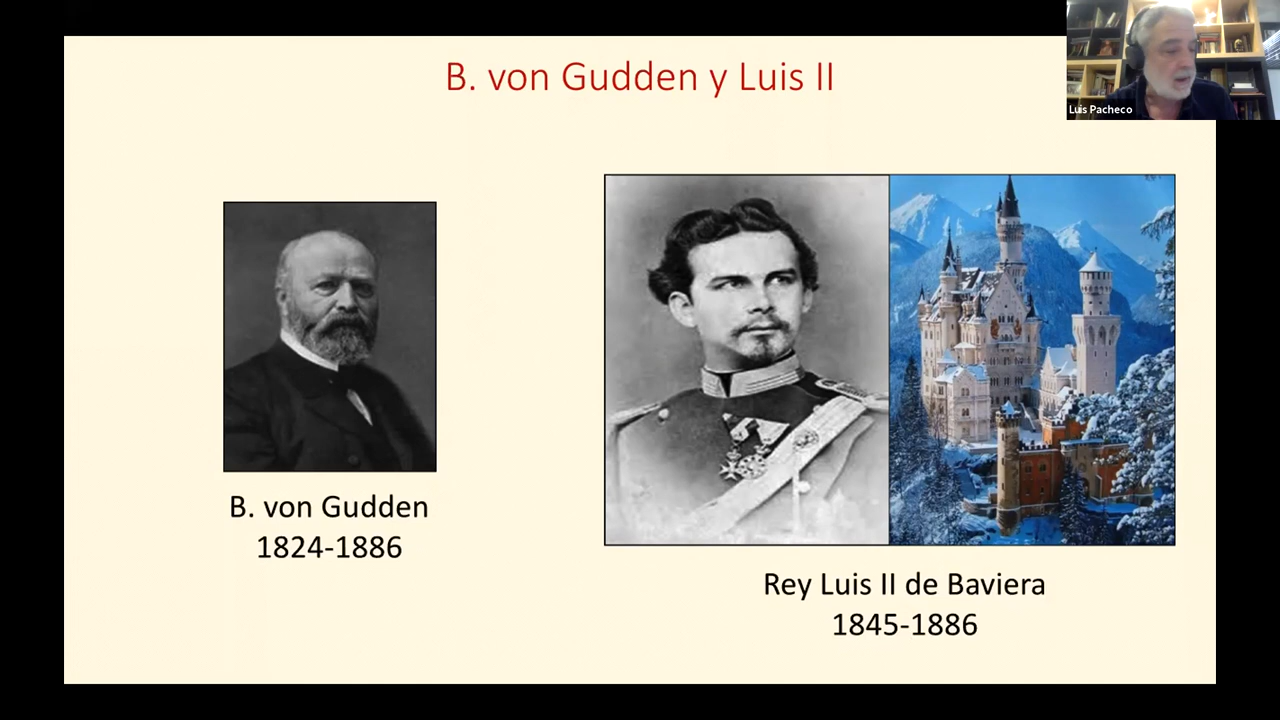 B. von Gudden y Luis II
Luis Pacheco
B. von Gudden
1824-1886
Rey Luis II de Baviera
1845-1886